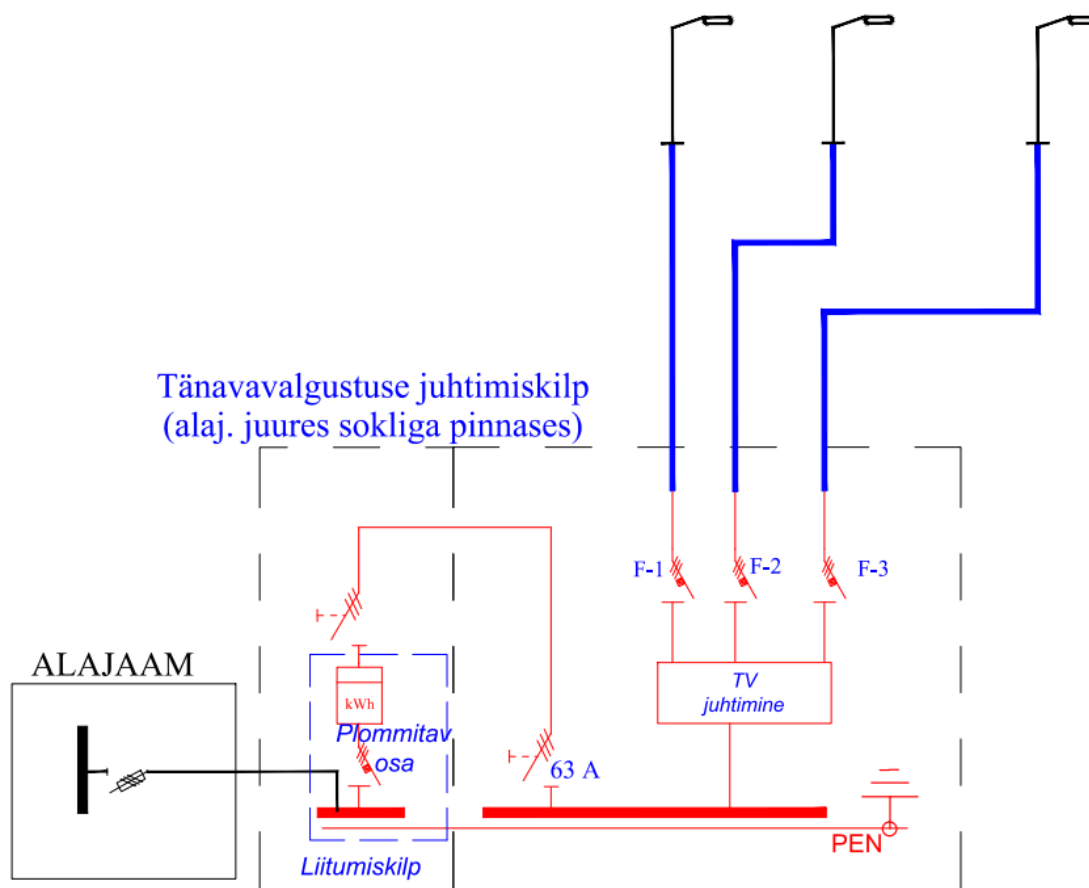 Tänavavalgustuse juhtimiskilp
(alaj. juures sokliga pinnases)
F-1
F-2
F-3
ALAJAAM
TV
juhtimine
kWh
Plommitav
osa
63 A
PEN
Liitumiskilp